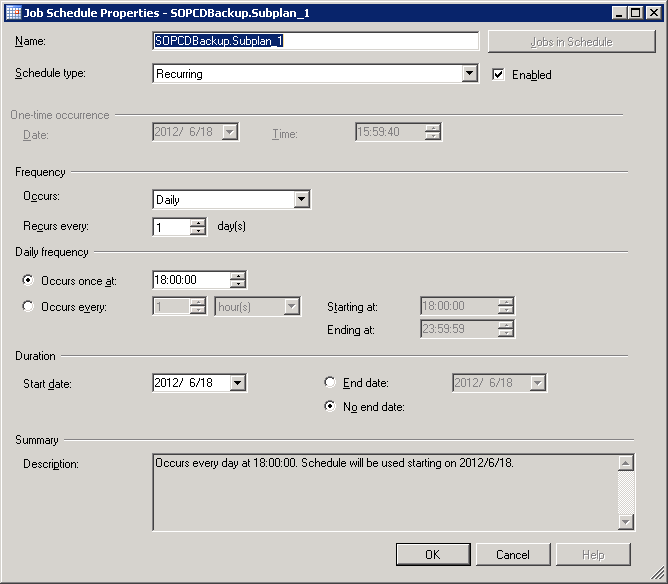 Job Schedule Properties - SOPCDBackup.Subplan_1
Name: SOPCDBackup.Subplan_1 Jobs in Schedule
Schedule type: Recurring Enabled
One-time occurrence
Date: 2012/ 6/18 Time: 15:59:40
Frequency
Occurs: Daily
Recurs every: 1 day(s)
Daily frequency
Occurs once at: 18:00:00
Occurs every: 1 hour(s) Starting at: 18:00:00
Ending at: 23:59:59
Duration
Start date: 2012/ 6/18 End date: 2012/ 6/18
No end date:
Summary
Description: Occurs every day at 18:00:00. Schedule will be used starting on 2012/6/18.
OK Cancel Help